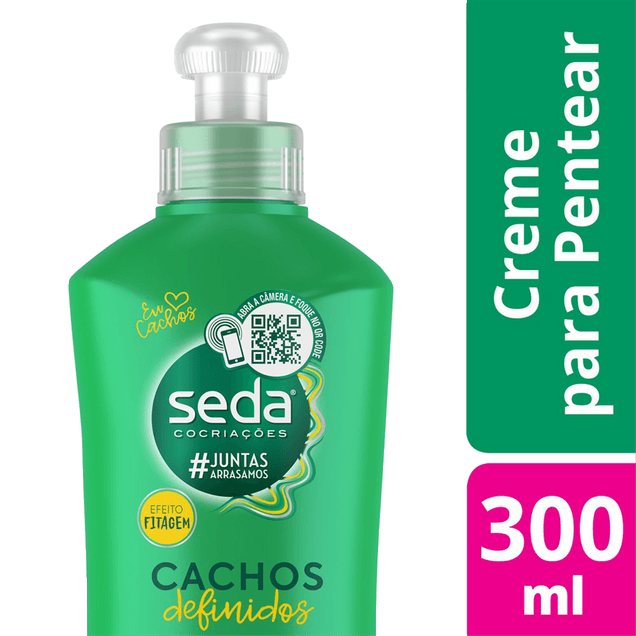 Eu
Cachos
ABRA A CÂMERA E FOQUE NO QR CODE
seda®
COCRIAÇÕES
#JUNTAS
ARRASAMOS
EFEITO
FITAGEM
CACHOS
definidos
Creme
para Pentear
300
ml